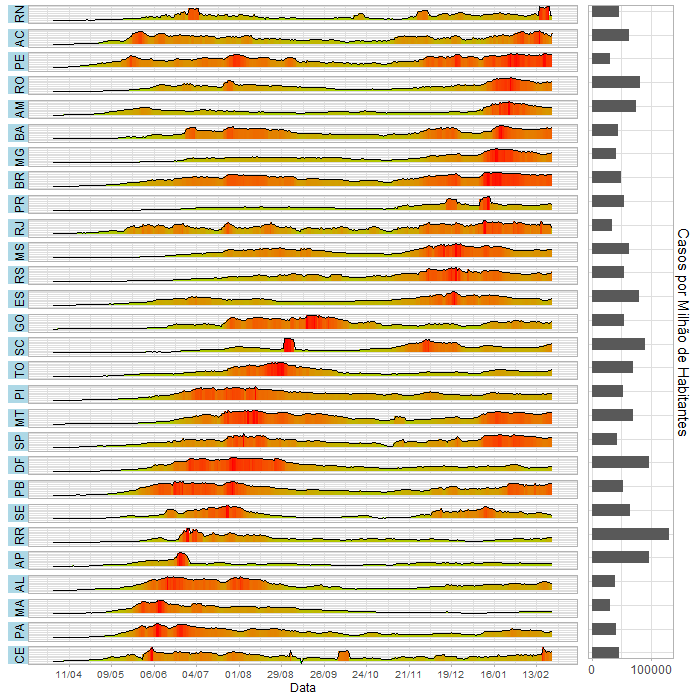 RN
AC
PE
RO
AM
BA
MG
BR
PR
RJ
MS
RS
ES
GO
SC
TO
PI
MT
SP
DF
PB
SE
RR
AP
AL
MA
PA
CE
11/04 09/05 06/06 04/07 01/08 29/08 26/09 24/10 21/11 19/12 16/01 13/02
Data
0 100000
Casos por Milhão de Habitantes